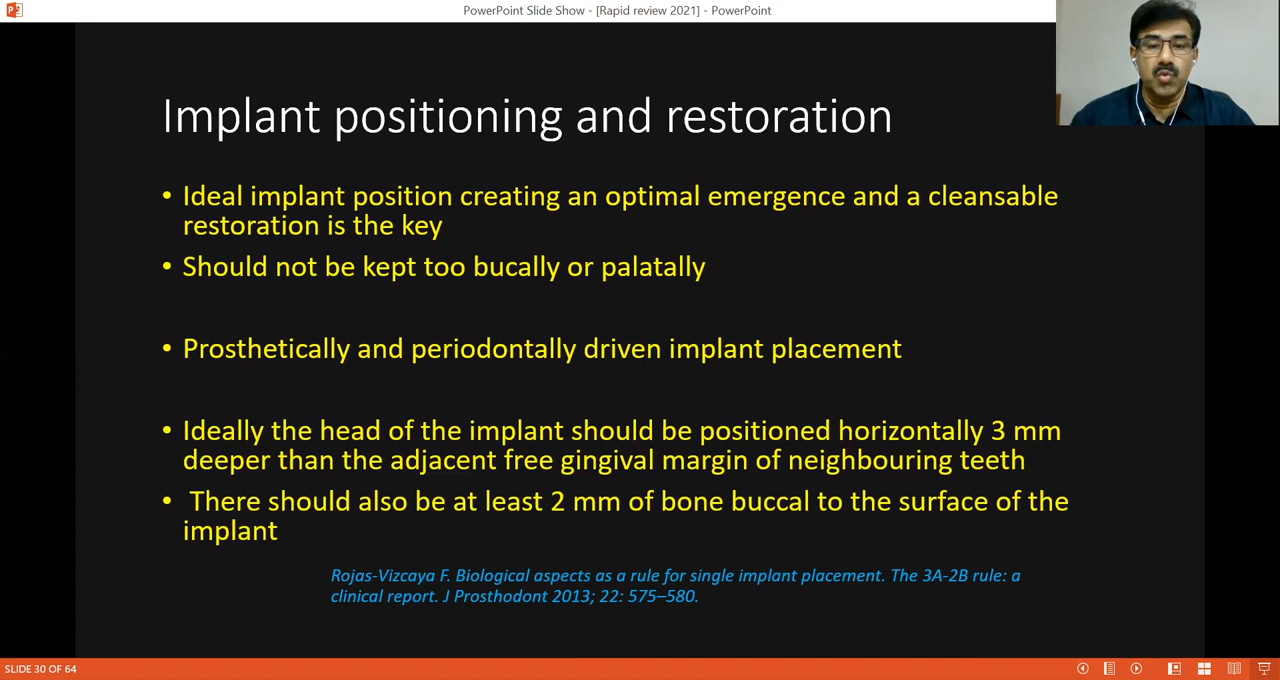 PowerPoint Slide Show - [Rapid review 2021] - PowerPoint
Implant positioning and restoration
• Ideal implant position creating an optimal emergence and a cleansable
restoration is the key
• Should not be kept too bucally or palatally
• Prosthetically and periodontally driven implant placement
• Ideally the head of the implant should be positioned horizontally 3 mm
deeper than the adjacent free gingival margin of neighbouring teeth
• There should also be at least 2 mm of bone buccal to the surface of the
implant
Rojas-Vizcaya F. Biological aspects as a rule for single implant placement. The 3A-2B rule: a
clinical report. J Prosthodont 2013; 22: 575–580.
SLIDE 30 OF 64